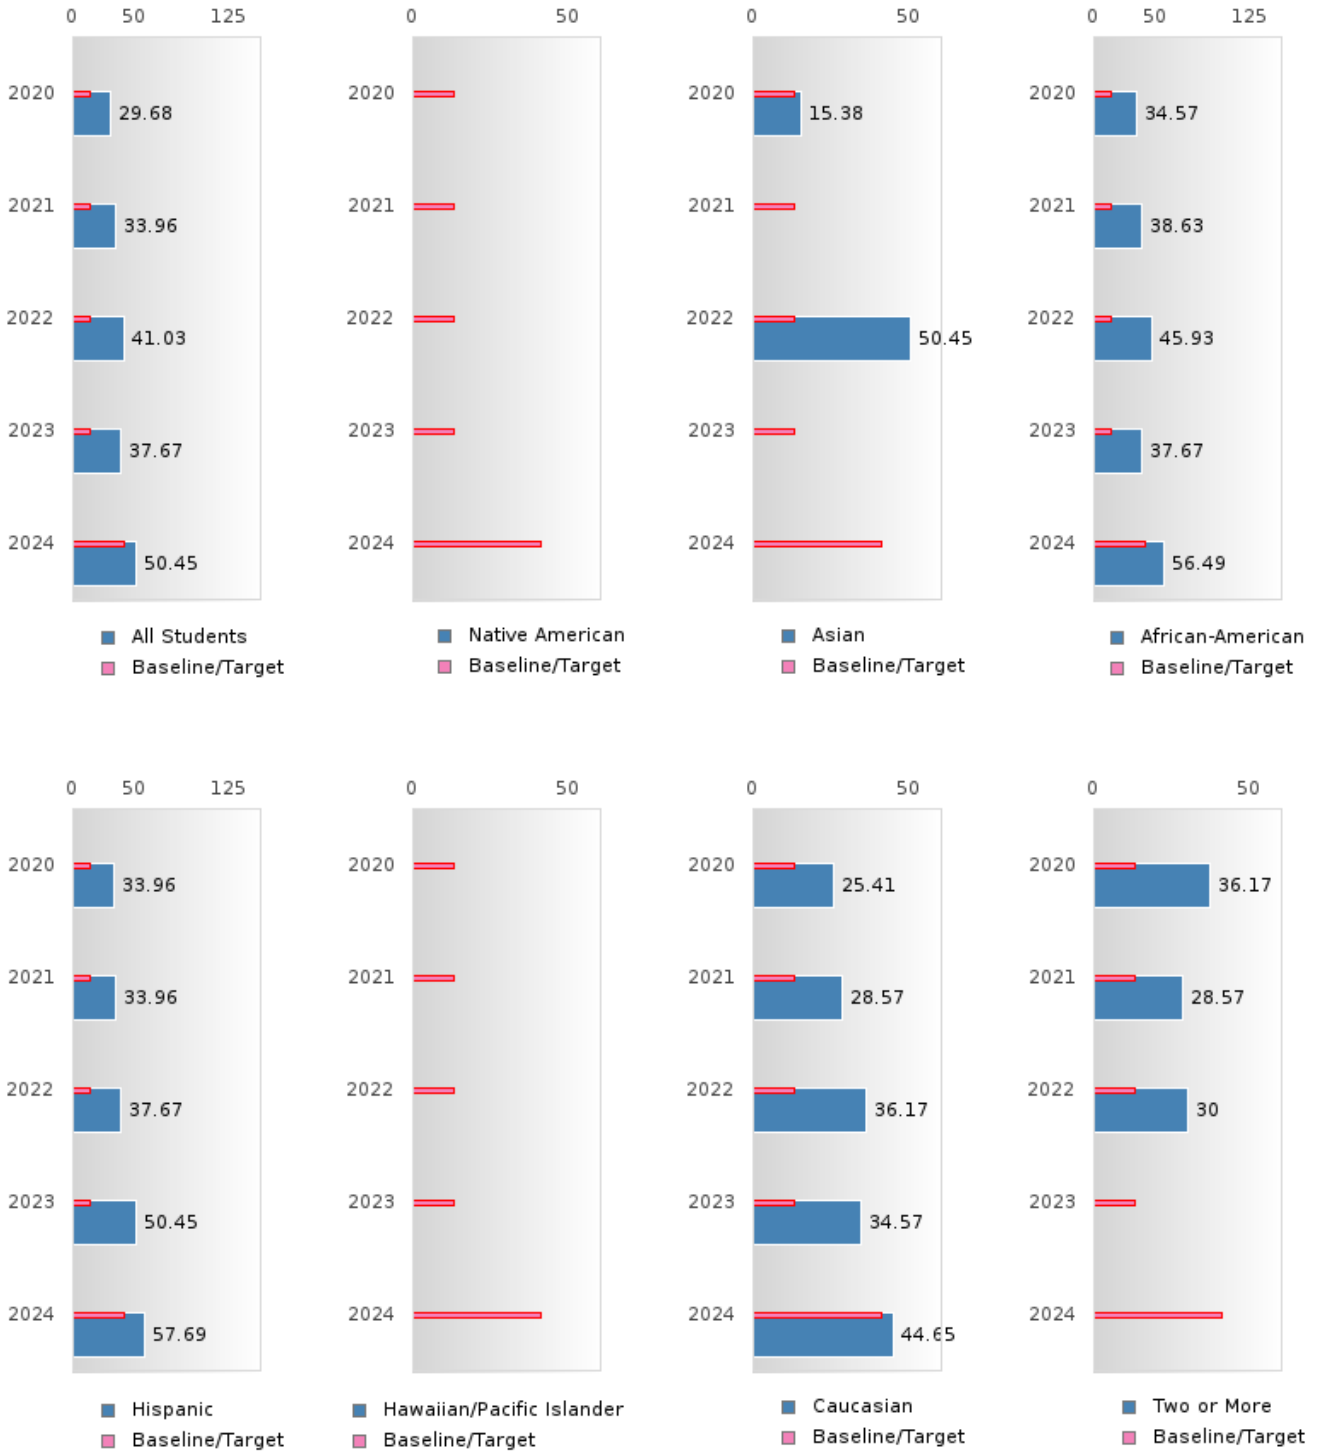 0 50 125
2020 29.68
2021 33.96
2022 41.03
2023 37.67
2024 50.45
All Students
Baseline/Target
0 50
2020
2021
2022
2023
2024
Native American
Baseline/Target
0 50
2020 15.38
2021
2022 50.45
2023
2024
Asian
Baseline/Target
0 50 125
2020 34.57
2021 38.63
2022 45.93
2023 37.67
2024 56.49
African-American
Baseline/Target
0 50 125
2020 33.96
2021 33.96
2022 37.67
2023 50.45
2024 57.69
Hispanic
Baseline/Target
0 50
2020
2021
2022
2023
2024
Hawaiian/Pacific Islander
Baseline/Target
0 50
2020 25.41
2021 28.57
2022 36.17
2023 34.57
2024 44.65
Caucasian
Baseline/Target
0 50
2020 36.17
2021 28.57
2022 30
2023
2024
Two or More
Baseline/Target